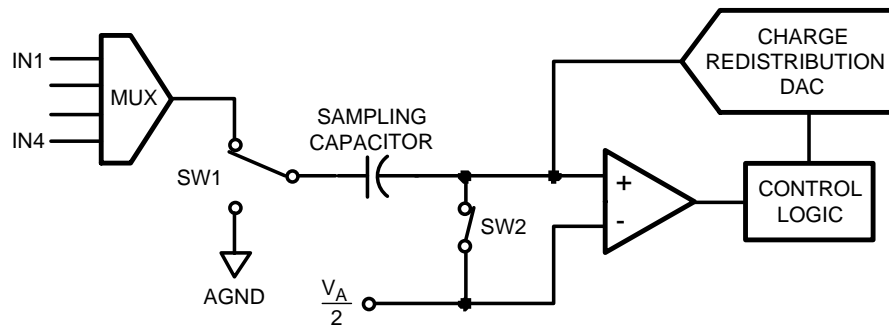 IN1
MUX
IN4
SW1
AGND
SAMPLING
CAPACITOR
SW2
V_A
2
+
-
CHARGE
REDISTRIBUTION
DAC
CONTROL
LOGIC